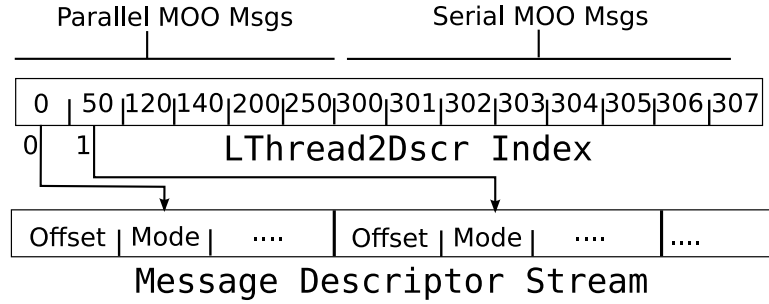 Parallel MOO Msgs Serial MOO Msgs
0 50 120 140 200 250 300 301 302 303 304 305 306 307
0 1 LThread2Dscr Index
Offset Mode .... Offset Mode .... ....
Message Descriptor Stream